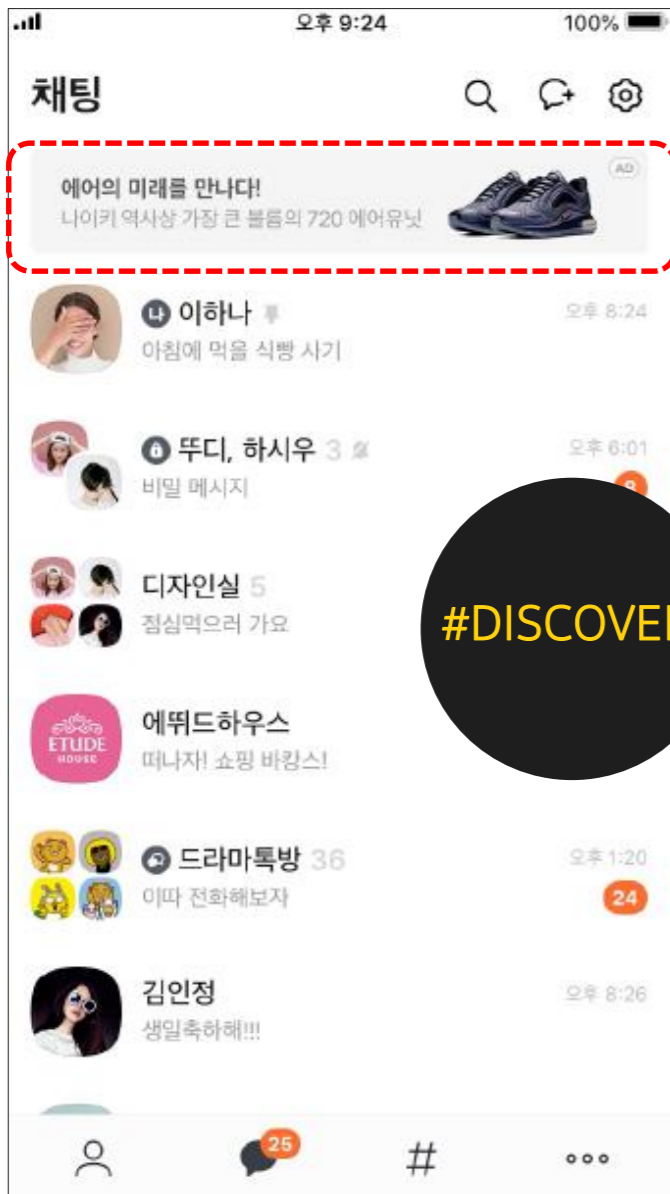 오후 9:24
100%
채팅
에어의 미래를 만나다!
AD
나이키 역사상 가장 큰 볼륨의 720 에어유닛
나 이하나
오후 8:24
아침에 먹을 식빵 사기
뚜디, 하시우 3
오후 6:01
비밀 메시지
디자인실 5
점심먹으러 가요
#DISCOVE
에뛰드하우스
ETUDE
HOUSE
떠나자! 쇼핑 바캉스!
드라마톡방 36
오후 1:20
이따 전화해보자
24
김인정
오후 8:26
생일축하해!!!
25
#